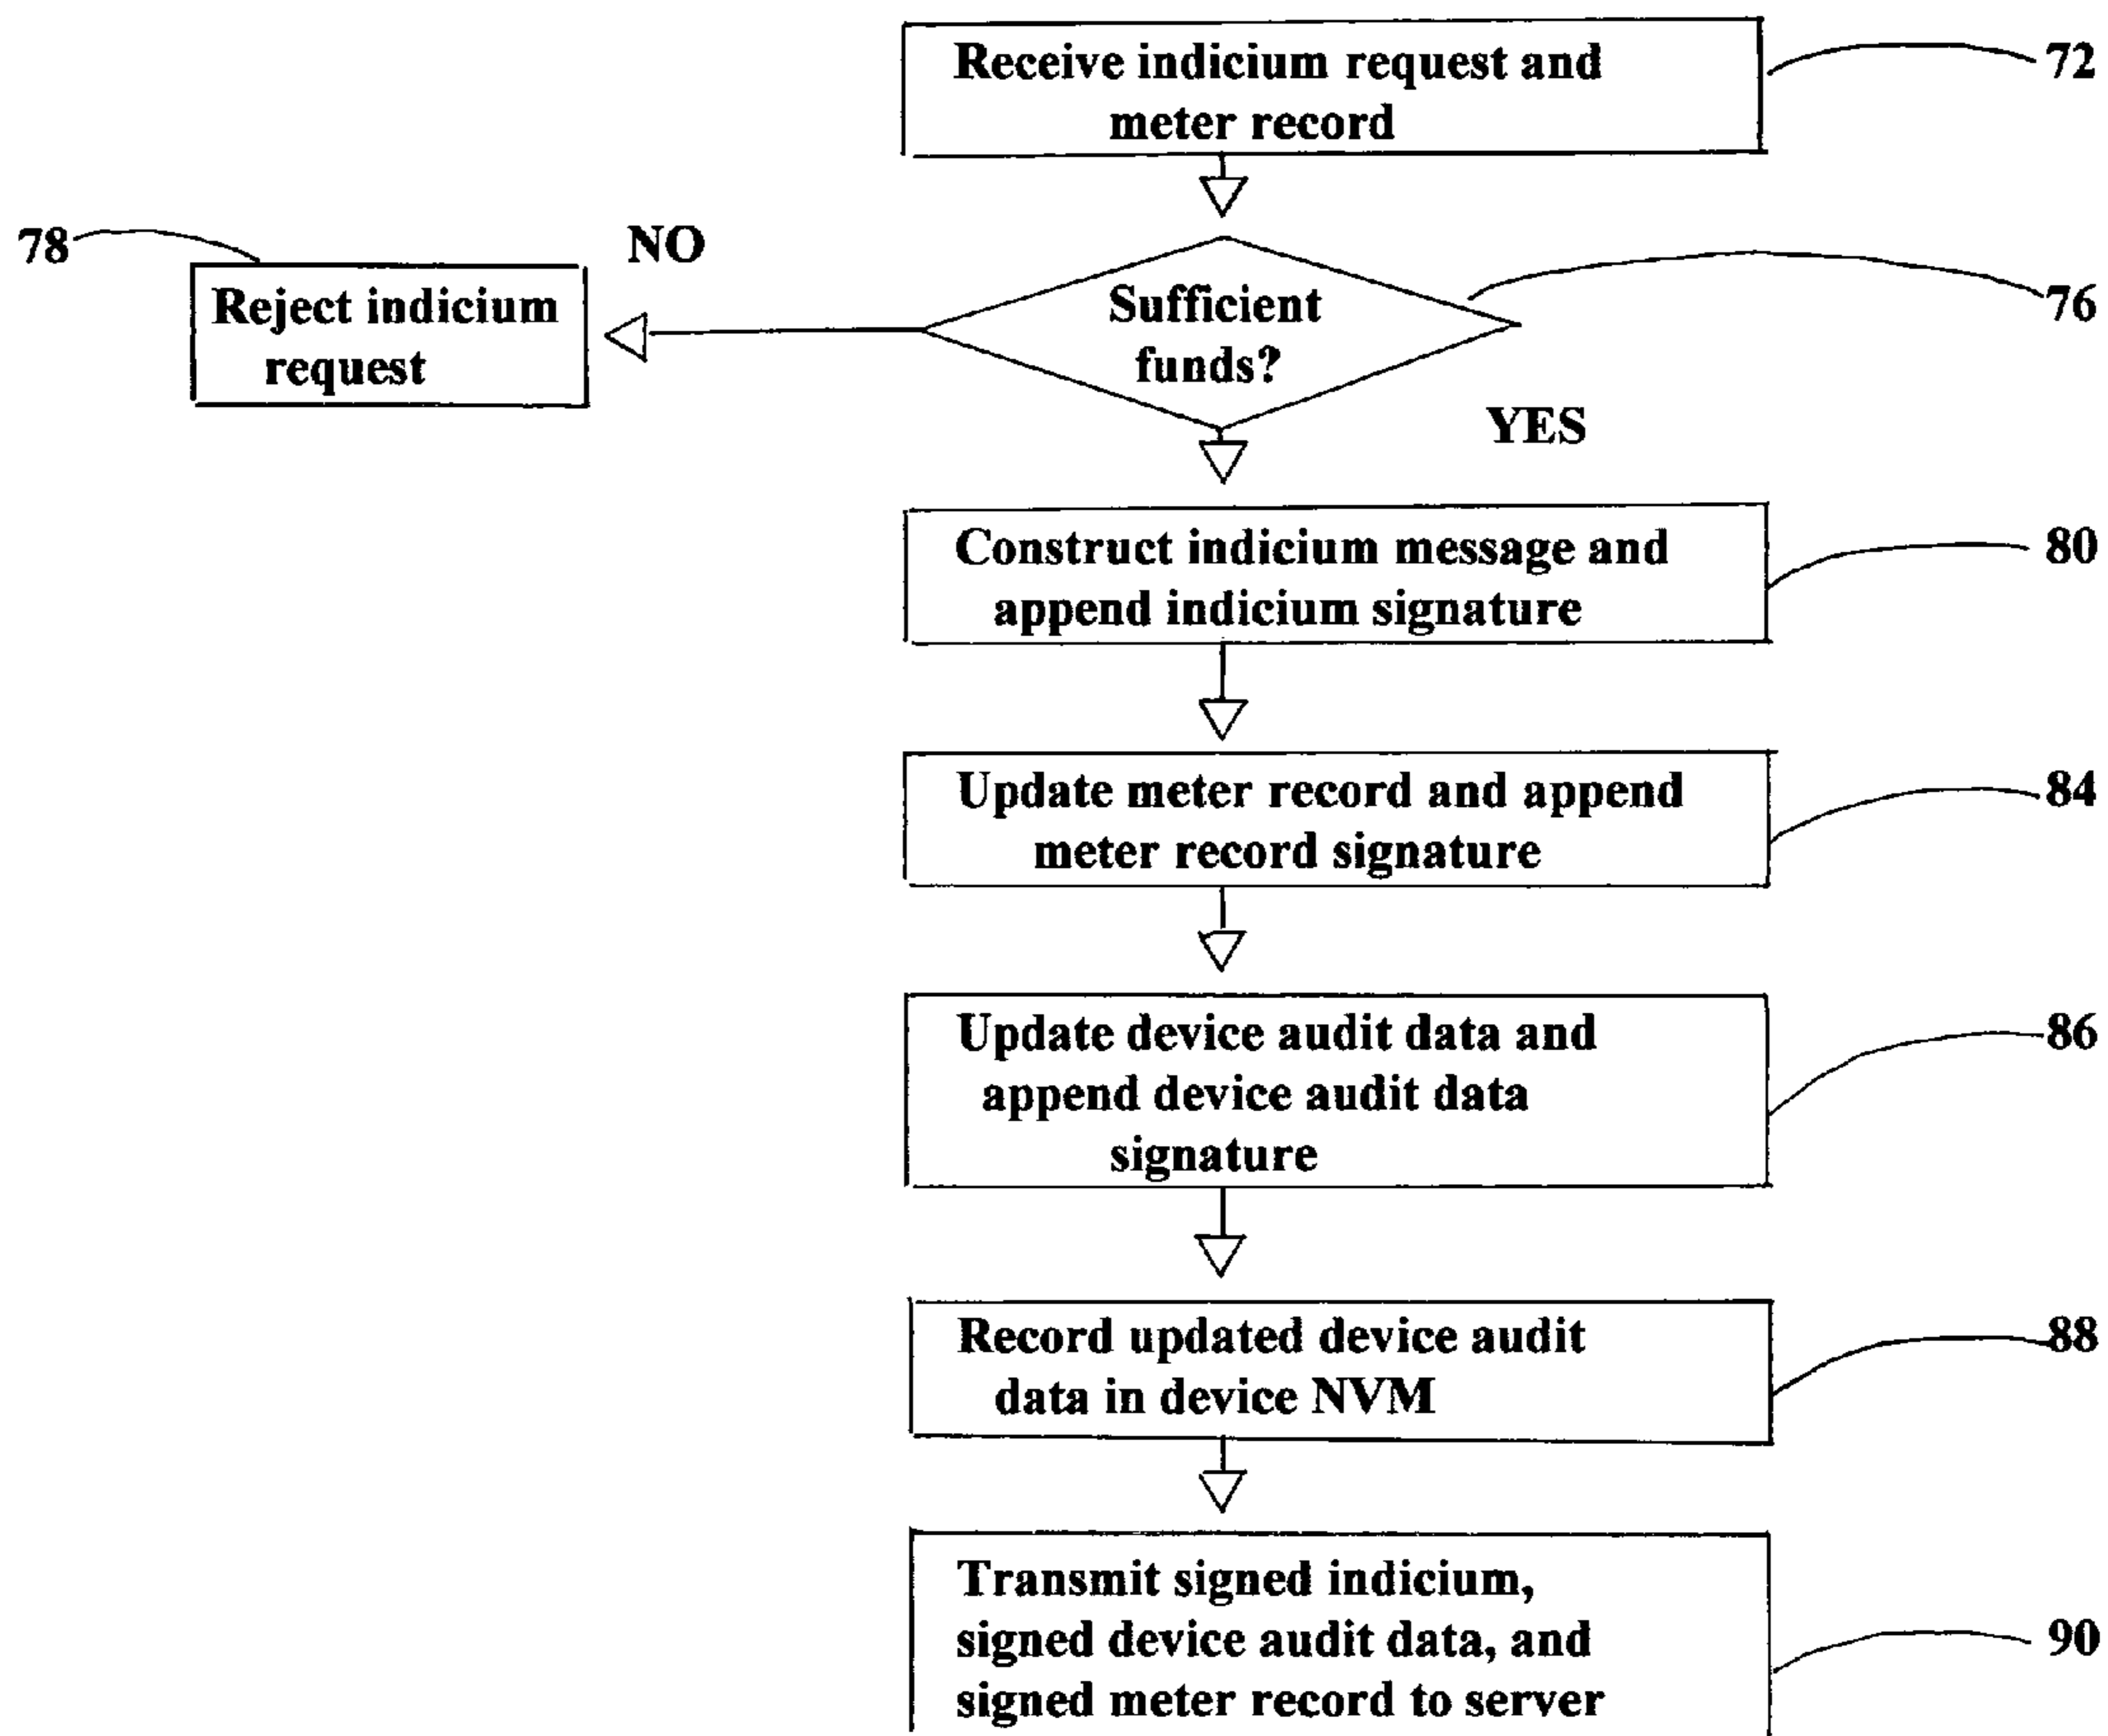 Receive indicium request and
meter record
72
78
NO
Reject indicium
request
Sufficient
funds?
76
YES
Construct indicium message and
append indicium signature
80
Update meter record and append
meter record signature
84
Update device audit data and
append device audit data
signature
86
Record updated device audit
data in device NVM
88
Transmit signed indicium,
signed device audit data, and
signed meter record to server
90